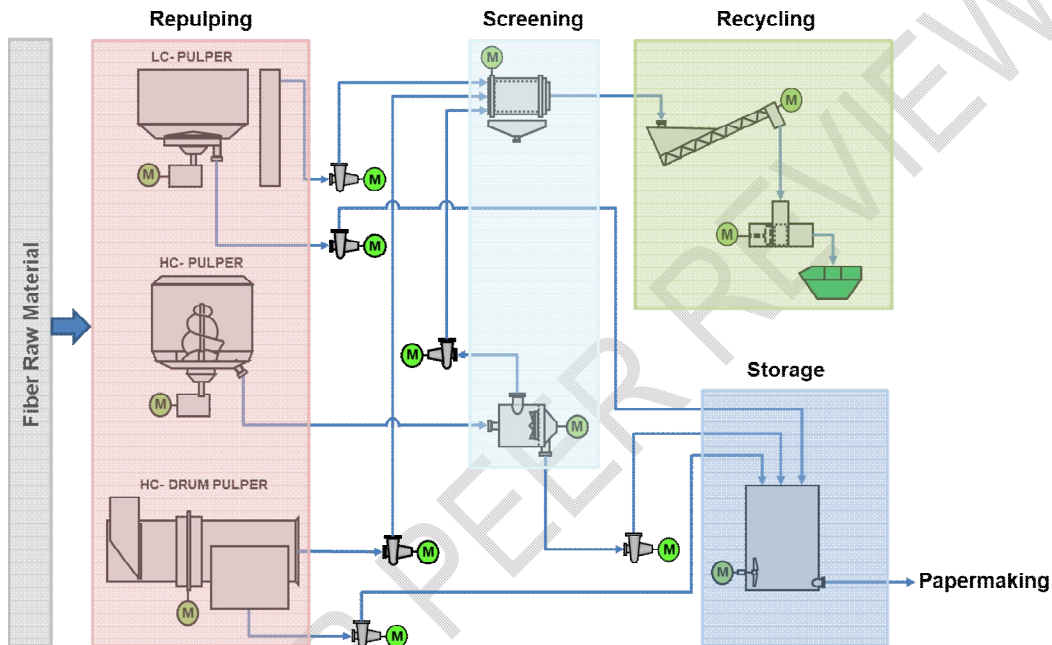 Repulping
Screening
Recycling
LC- PULPER
M
M
M
M
M
M
M
HC- PULPER
Fiber Raw Material
M
M
Storage
M
HC- DRUM PULPER
M
M
M
M
Papermaking
M
M
PEER REVIEW